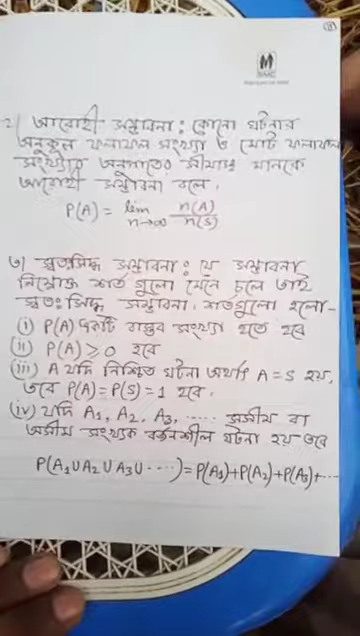 ২) আরোহী সম্ভাবনা : কোনো ঘটনার
অনুকূল ফলাফল সংখ্যা ও মোট ফলাফল
সংখ্যার অনুপাতের সীমান্ত মানকে
আরোহী সম্ভাবনা বলে।
P(A) = lim n→∞ n(A)/n(S)
৩) স্বতঃসিদ্ধ সম্ভাবনা : যে সম্ভাবনা
নিম্নোক্ত শর্ত গুলো মেনে চলে তাই
স্বতঃসিদ্ধ সম্ভাবনা। শর্তগুলো হলো-
(i) P(A) একটি বাস্তব সংখ্যা হতে হবে
(ii) P(A) ≥ 0 হবে
(iii) A যদি নিশ্চিত ঘটনা অর্থাৎ A = S হয়,
তবে P(A) = P(S) = 1 হবে।
(iv) যদি A₁, A₂, A₃, ..... সসীম বা
অসীম সংখ্যক বর্জনশীল ঘটনা হয় তবে
P(A₁∪A₂∪A₃∪....) = P(A₁)+P(A₂)+P(A₃)+...